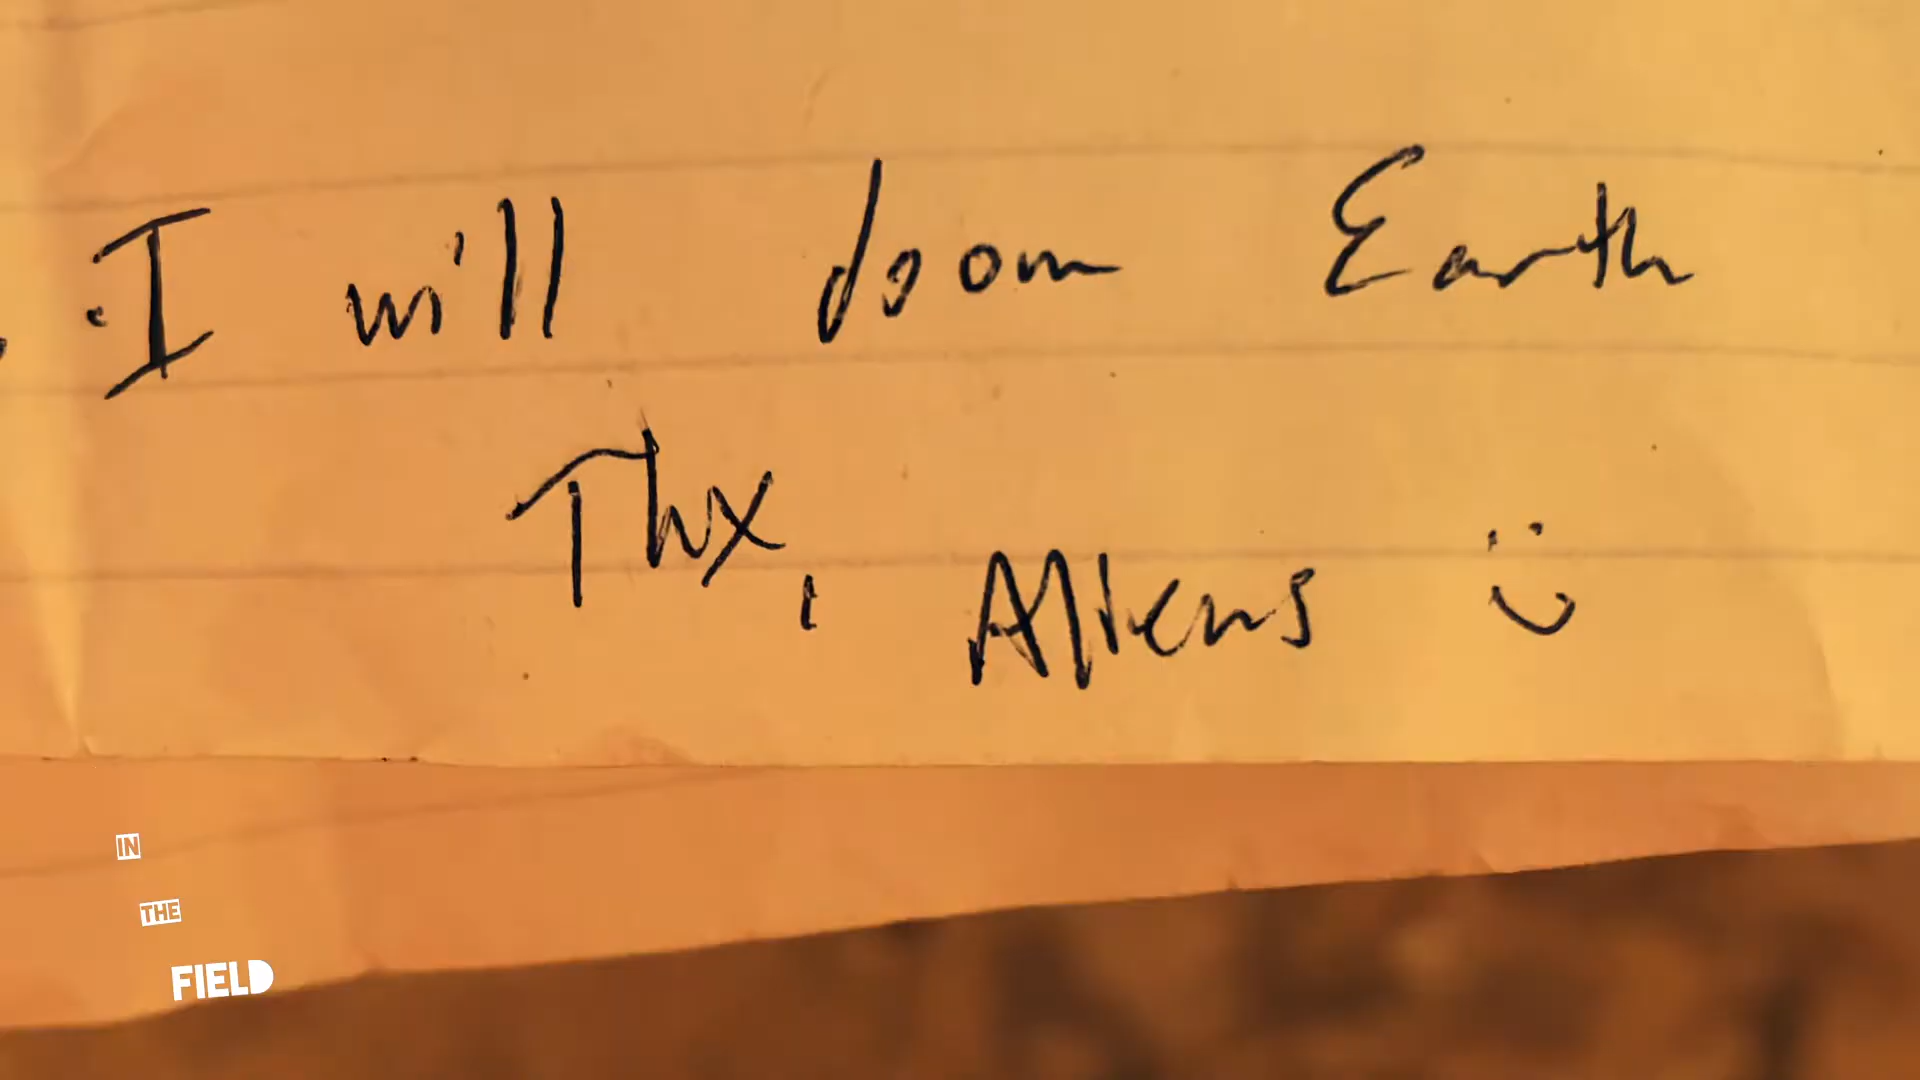 I will doom Earth
Thx, Aliens :)
IN
THE
FIELD